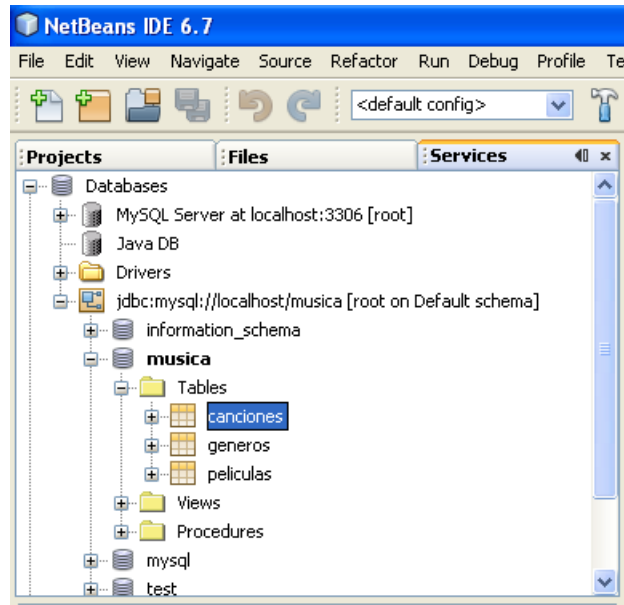 NetBeans IDE 6.7
File Edit View Navigate Source Refactor Run Debug Profile Te
<default config>
Projects Files Services
Databases
MySQL Server at localhost:3306 [root]
Java DB
Drivers
jdbc:mysql://localhost/musica [root on Default schema]
information_schema
musica
Tables
canciones
generos
peliculas
Views
Procedures
mysql
test